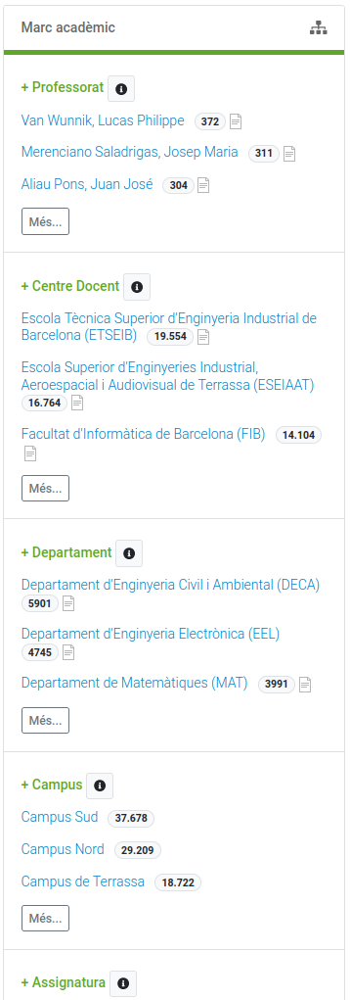 Marc acadèmic
+ Professorat
Van Wunnik, Lucas Philippe 372
Merenciano Saladrigas, Josep Maria 311
Aliau Pons, Juan José 304
Més...
+ Centre Docent
Escola Tècnica Superior d'Enginyeria Industrial de
Barcelona (ETSEIB) 19.554
Escola Superior d'Enginyeries Industrial,
Aeroespacial i Audiovisual de Terrassa (ESEIAAT)
16.764
Facultat d'Informàtica de Barcelona (FIB) 14.104
Més...
+ Departament
Departament d'Enginyeria Civil i Ambiental (DECA)
5901
Departament d'Enginyeria Electrònica (EEL)
4745
Departament de Matemàtiques (MAT) 3991
Més...
+ Campus
Campus Sud 37.678
Campus Nord 29.209
Campus de Terrassa 18.722
Més...
+ Assignatura